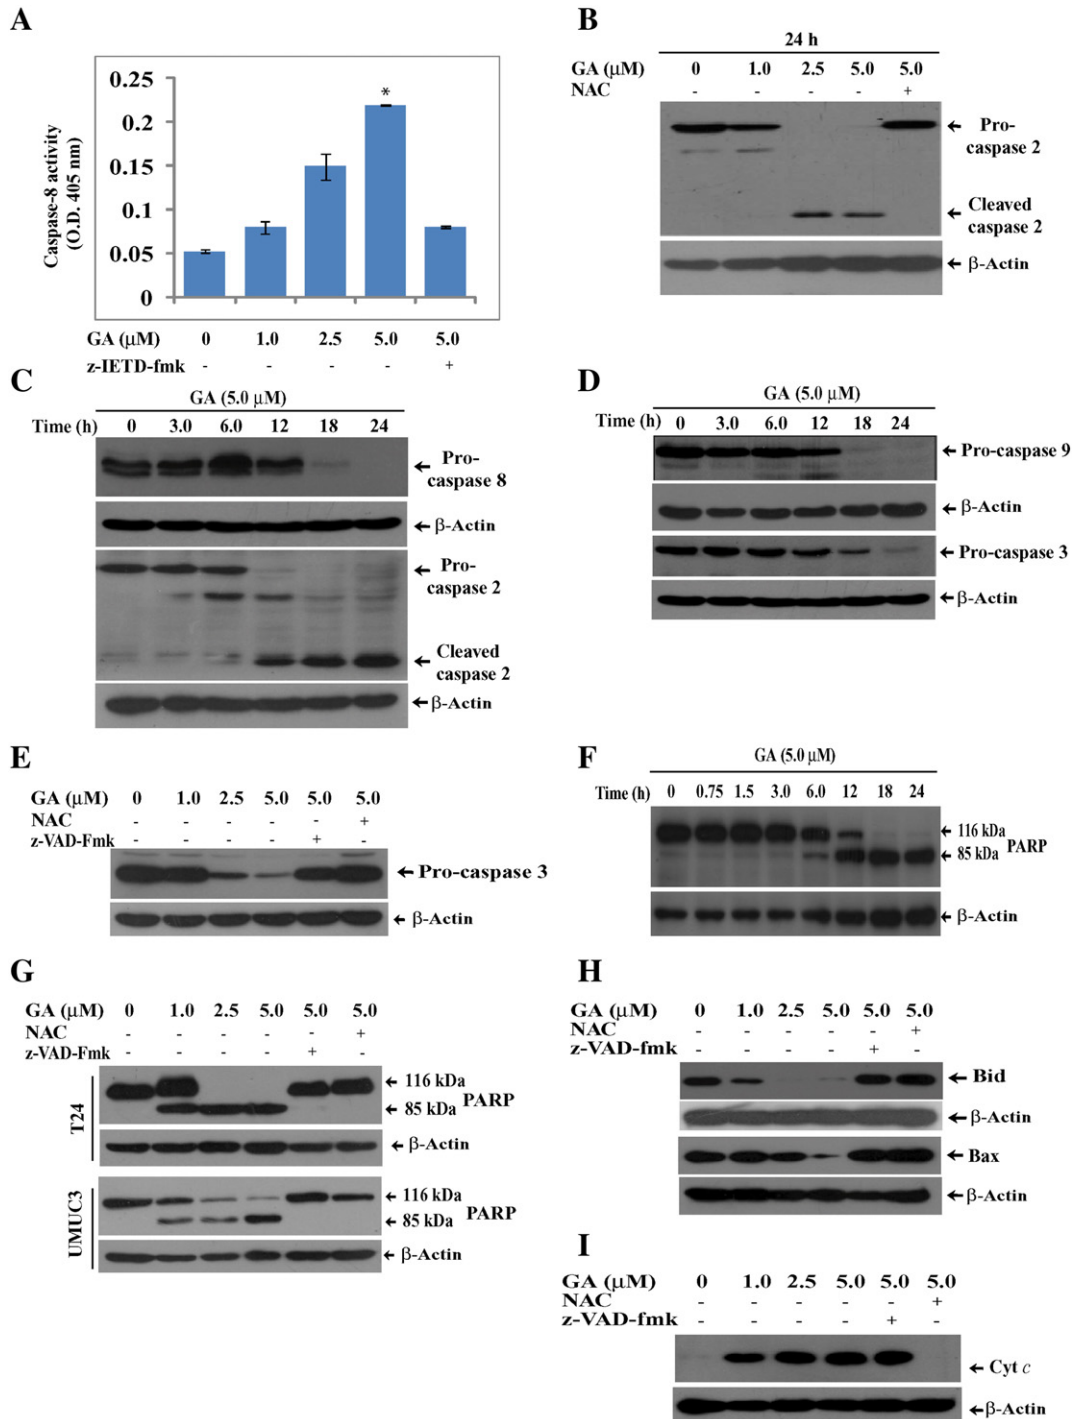 A
0.25
0.2
0.15
0.1
0.05
0
Caspase-8 activity
(O.D. 405 nm)
*
GA (μM) 0 1.0 2.5 5.0 5.0
z-IETD-fmk - - - - +
B
24 h
GA (μM) 0 1.0 2.5 5.0 5.0
NAC - - - - +
Pro-
caspase 2
Cleaved
caspase 2
β-Actin
C
GA (5.0 μM)
Time (h) 0 3.0 6.0 12 18 24
Pro-
caspase 8
β-Actin
Pro-
caspase 2
Cleaved
caspase 2
β-Actin
D
GA (5.0 μM)
0 3.0 6.0 12 18 24
Time (h)
Pro-caspase 9
β-Actin
Pro-caspase 3
β-Actin
E
GA (μM) 0 1.0 2.5 5.0 5.0 5.0
NAC - - - - - +
z-VAD-Fmk - - - - + -
Pro-caspase 3
β-Actin
F
GA (5.0 μM)
Time (h) 0 0.75 1.5 3.0 6.0 12 18 24
116 kDa
PARP
85 kDa
β-Actin
G
GA (μM) 0 1.0 2.5 5.0 5.0 5.0
NAC - - - - - +
z-VAD-Fmk - - - - + -
T24
116 kDa
PARP
85 kDa
β-Actin
UMUC3
116 kDa
PARP
85 kDa
β-Actin
H
GA (μM) 0 1.0 2.5 5.0 5.0 5.0
NAC - - - - - +
z-VAD-fmk - - - - + -
Bid
β-Actin
Bax
β-Actin
I
GA (μM) 0 1.0 2.5 5.0 5.0 5.0
NAC - - - - - +
z-VAD-fmk - - - - + -
Cyt c
β-Actin